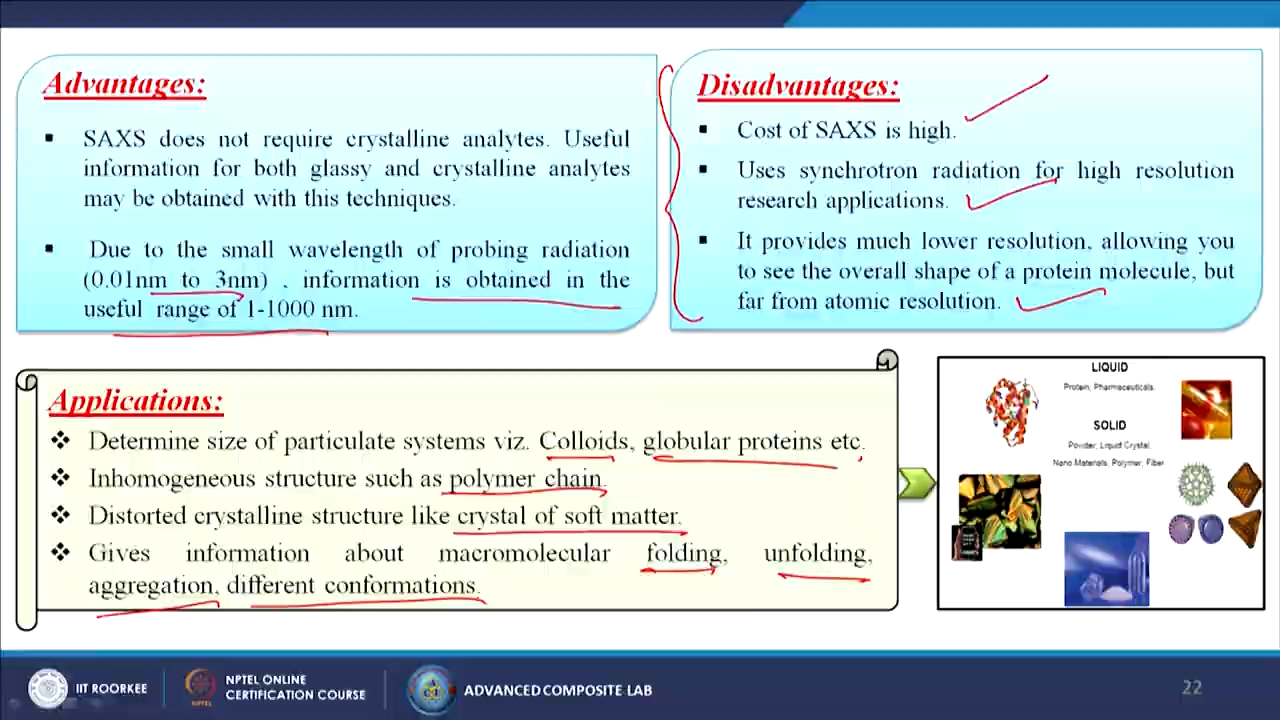 Advantages:
▪ SAXS does not require crystalline analytes. Useful
information for both glassy and crystalline analytes
may be obtained with this techniques.
▪ Due to the small wavelength of probing radiation
(0.01nm to 3nm) , information is obtained in the
useful range of 1-1000 nm.
Disadvantages:
▪ Cost of SAXS is high.
▪ Uses synchrotron radiation for high resolution
research applications.
▪ It provides much lower resolution, allowing you
to see the overall shape of a protein molecule, but
far from atomic resolution.
Applications:
❖ Determine size of particulate systems viz. Colloids, globular proteins etc.
❖ Inhomogeneous structure such as polymer chain.
❖ Distorted crystalline structure like crystal of soft matter.
❖ Gives information about macromolecular folding, unfolding,
aggregation, different conformations.
LIQUID
Protein, Pharmaceuticals,
SOLID
Powder, Liquid Crystal,
Nano Materials, Polymer, Fiber
IIT ROORKEE
NPTEL ONLINE
CERTIFICATION COURSE
ADVANCED COMPOSITE LAB
22